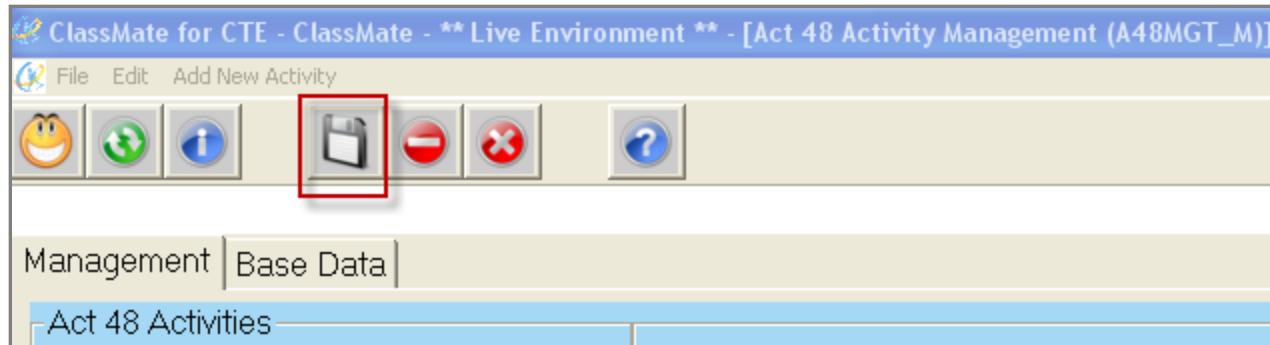 ClassMate for CTE - ClassMate - ** Live Environment ** - [Act 48 Activity Management (A48MGT_M)]
File Edit Add New Activity
Management Base Data
Act 48 Activities